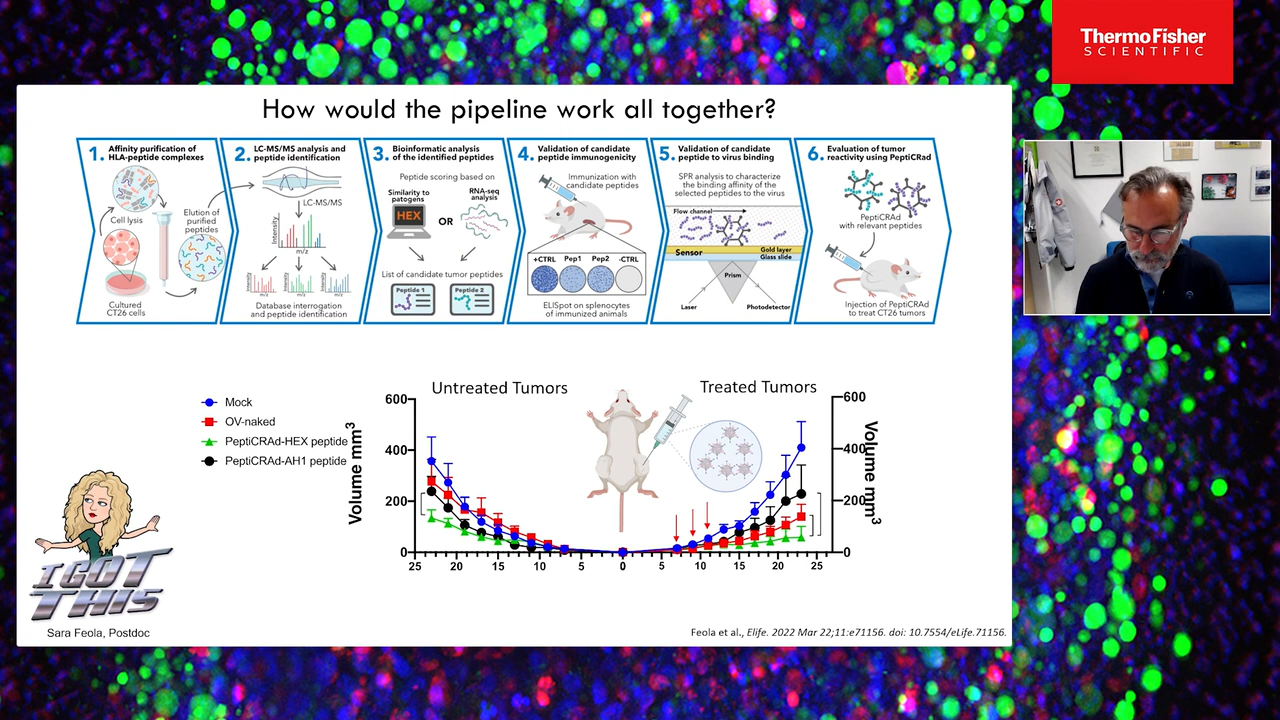 ThermoFisher
SCIENTIFIC
How would the pipeline work all together?
1. Affinity purification of
HLA-peptide complexes
Cell lysis
Elution of
purified
peptides
Cultured
CT26 cells
2. LC-MS/MS analysis and
peptide identification
LC-MS/MS
Intensity
m/z
m/z
m/z
m/z
Database interrogation
and peptide identification
3. Bioinformatic analysis
of the identified peptides
Peptide scoring based on
Similarity to
patogens
HEX
OR
RNA-seq
analysis
List of candidate tumor peptides
Peptide 1
Peptide 2
4. Validation of candidate
peptide immunogenicity
Immunization with
candidate peptides
+CTRL Pep1 Pep2 -CTRL
ELISpot on splenocytes
of immunized animals
5. Validation of candidate
peptide to virus binding
SPR analysis to characterize
the binding affinity of the
selected peptides to the virus
Flow channel
Sensor
Gold layer
Glass slide
Prism
Laser
Photodetector
6. Evaluation of tumor
reactivity using PeptiCRad
PeptiCRAd
with relevant peptides
Injection of PeptiCRAd
to treat CT26 tumors
Mock
OV-naked
PeptiCRAd-HEX peptide
PeptiCRAd-AH1 peptide
Untreated Tumors
Treated Tumors
Volume mm³
600
400
200
0
25 20 15 10 5 0 5 10 15 20 25
600
400
200
0
Volume mm³
I GOT
THIS
Sara Feola, Postdoc
Feola et al., Elife. 2022 Mar 22;11:e71156. doi: 10.7554/eLife.71156.